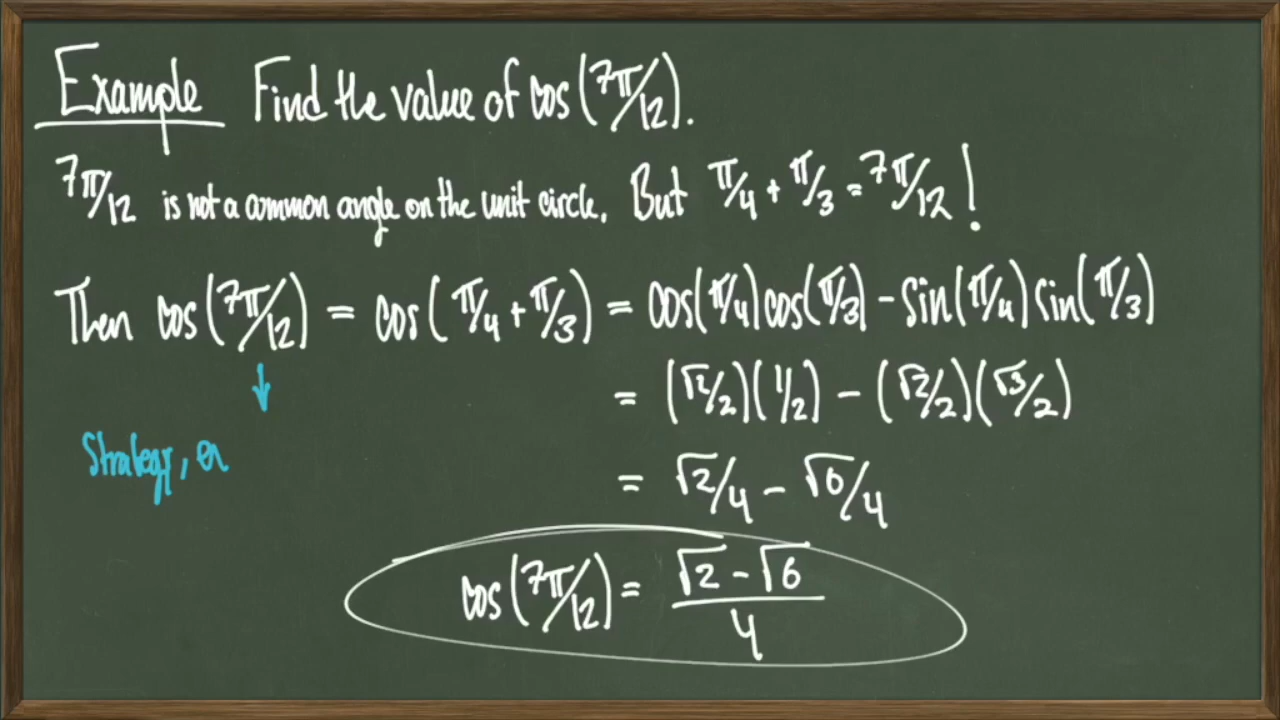 Example Find the value of cos(7π/12).
7π/12 is not a common angle on the unit circle. But π/4 + π/3 = 7π/12!
Then cos(7π/12) = cos(π/4 + π/3) = cos(π/4)cos(π/3) - sin(π/4)sin(π/3)
= (√2/2)(1/2) - (√2/2)(√3/2)
Strategy, or
= √2/4 - √6/4
cos(7π/12) = (√2 - √6)/4